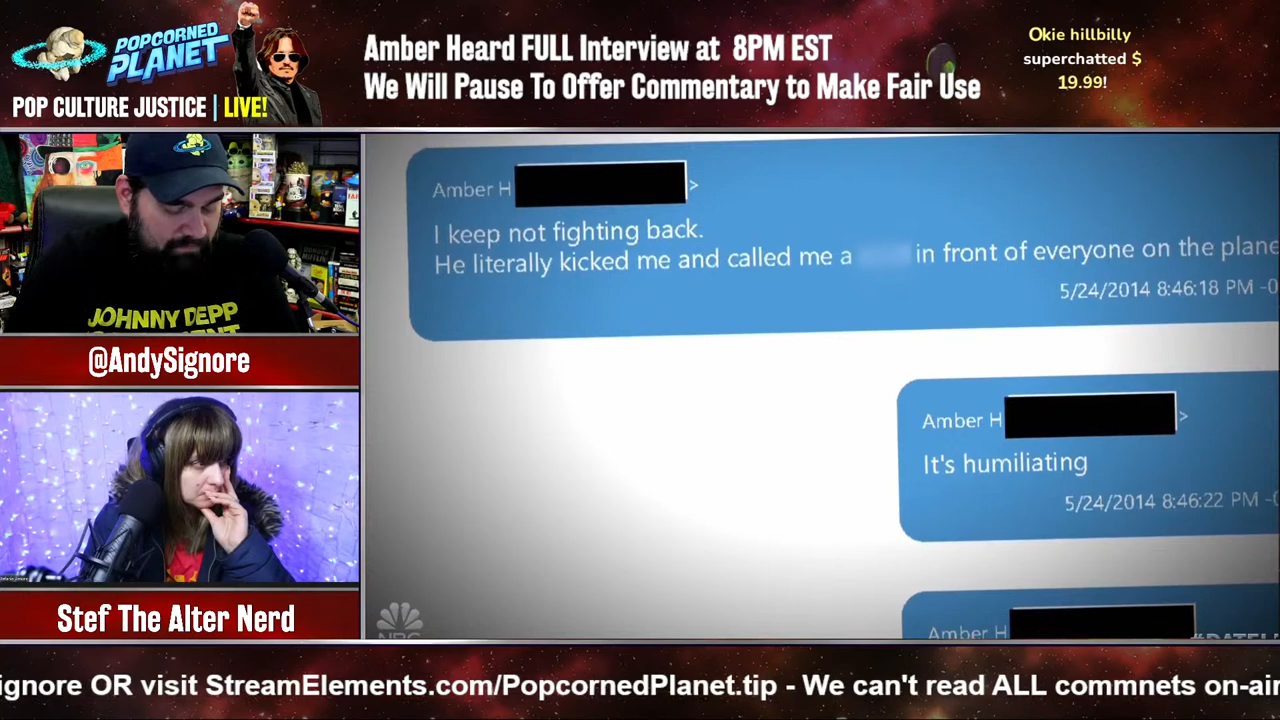 POPCORNED
PLANET
POP CULTURE JUSTICE | LIVE!
Amber Heard FULL Interview at 8PM EST
We Will Pause To Offer Commentary to Make Fair Use
Okie hillbilly
superchatted $
19.99!
JOHNNY DEPP
@AndySignore
Stef The Alter Nerd
Amber H >
I keep not fighting back.
He literally kicked me and called me a in front of everyone on the plane
5/24/2014 8:46:18 PM -0
Amber H >
It's humiliating
5/24/2014 8:46:22 PM -0
Amber H
NBC
ignore OR visit StreamElements.com/PopcornedPlanet.tip - We can't read ALL commnets on-air